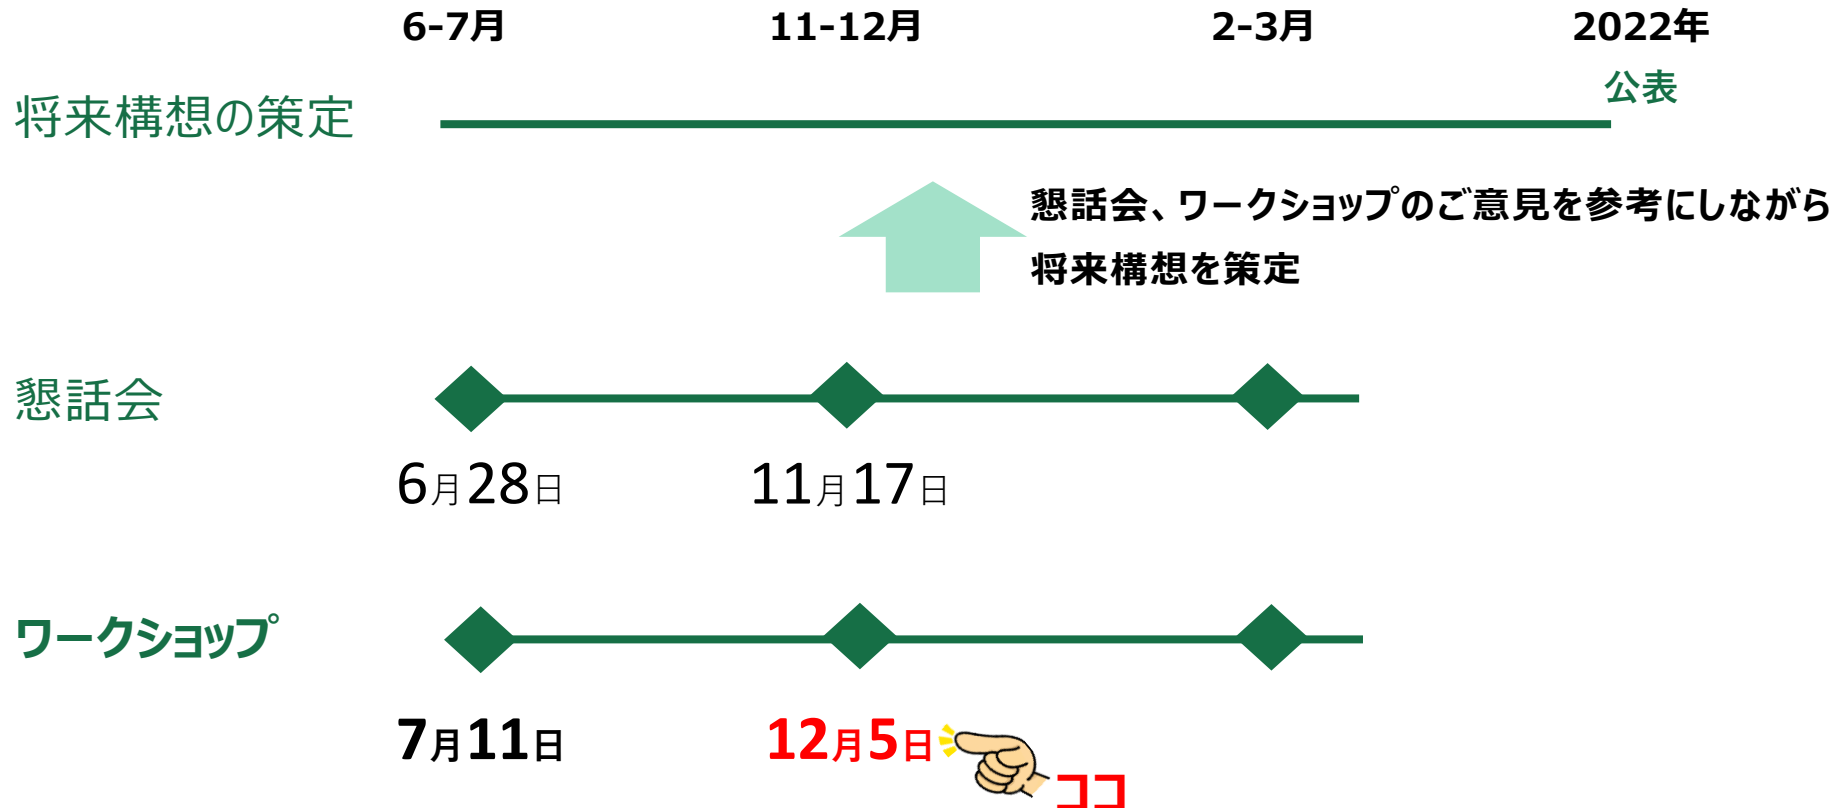 6-7月
11-12月
2-3月
2022年
公表
将来構想の策定
懇話会、ワークショップのご意見を参考にしながら
将来構想を策定
懇話会
6月28日
11月17日
ワークショップ
7月11日
12月5日
ココ